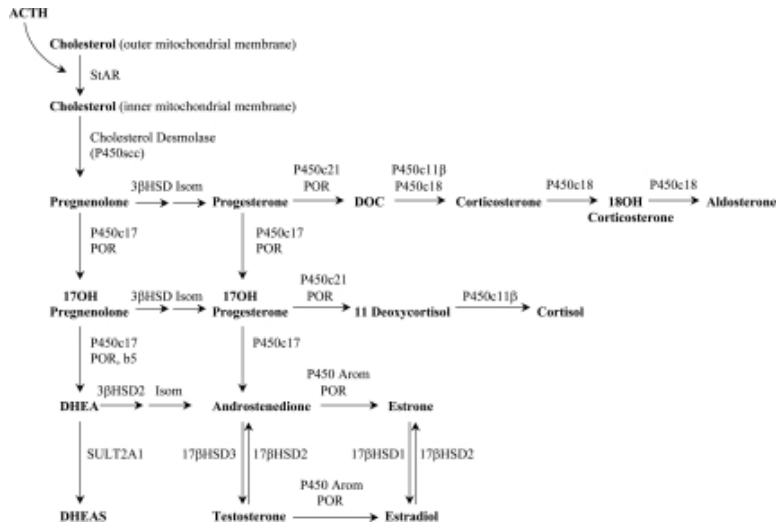 ACTH
Cholesterol (outer mitochondrial membrane)
StAR
Cholesterol (inner mitochondrial membrane)
Cholesterol Desmolase
(P450scc)
P450c21
POR
P450c11β
P450c18
3βHSD Isom
P450c18
P450c18
Pregnenolone
Progesterone
DOC
Corticosterone
18OH
Corticosterone
Aldosterone
P450c17
POR
P450c17
POR
17OH
Pregnenolone
3βHSD Isom
17OH
Progesterone
P450c21
POR
11 Deoxycortisol
P450c11β
Cortisol
P450c17
POR, b5
P450c17
3βHSD2
Isom
P450 Arom
POR
DHEA
Androstenedione
Estrone
SULT2A1
17βHSD3
17βHSD2
17βHSD1
17βHSD2
P450 Arom
POR
DHEAS
Testosterone
Estradiol